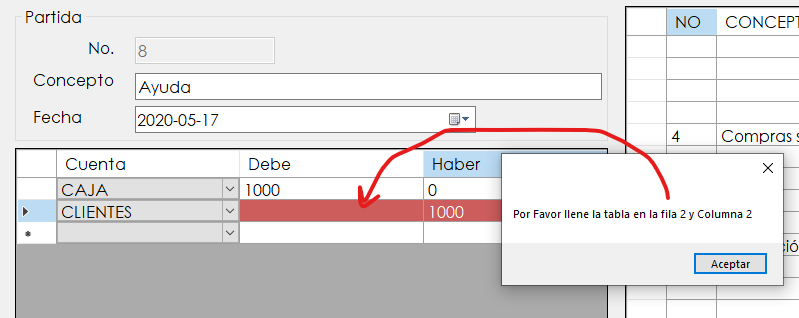 Partida
No. 8
Concepto Ayuda
Fecha 2020-05-17
Cuenta Debe Haber
CAJA 1000 0
CLIENTES 1000
*
NO CONCEPT
4 Compras s
ció
Por Favor llene la tabla en la fila 2 y Columna 2
Aceptar